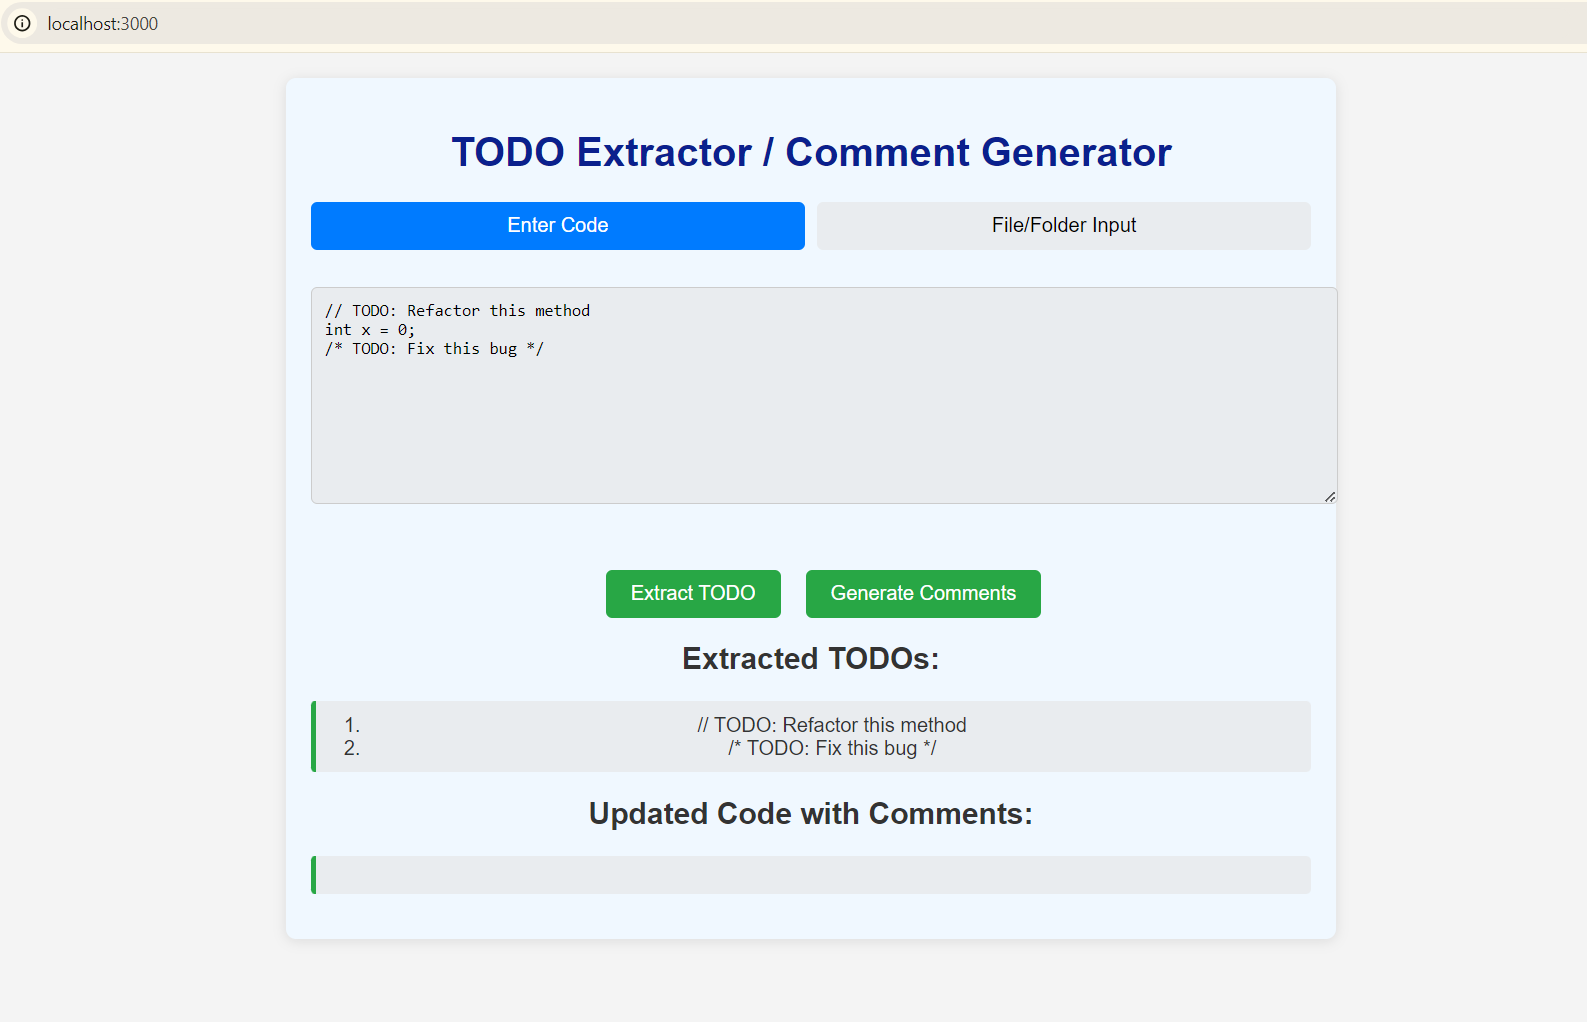 localhost:3000
TODO Extractor / Comment Generator
Enter Code
File/Folder Input
// TODO: Refactor this method
int x = 0;
/* TODO: Fix this bug */
Extract TODO
Generate Comments
Extracted TODOs:
1. // TODO: Refactor this method
2. /* TODO: Fix this bug */
Updated Code with Comments: